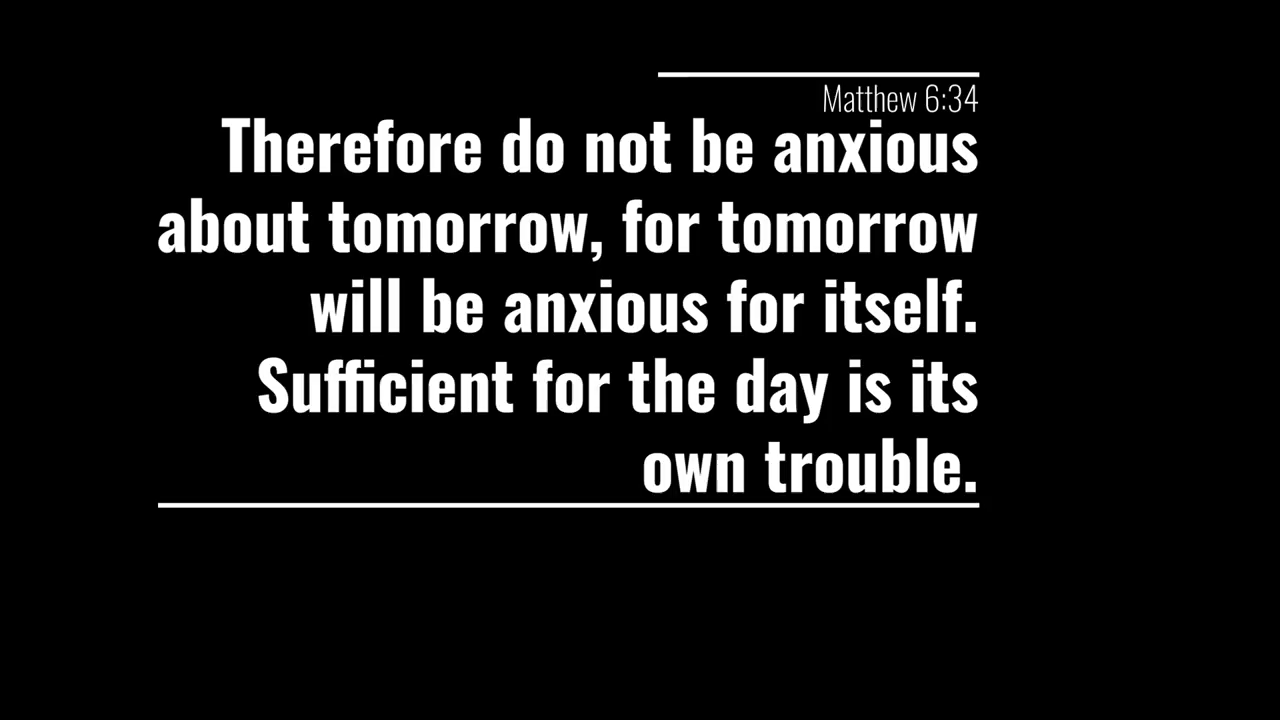 Matthew 6:34
Therefore do not be anxious
about tomorrow, for tomorrow
will be anxious for itself.
Sufficient for the day is its
own trouble.